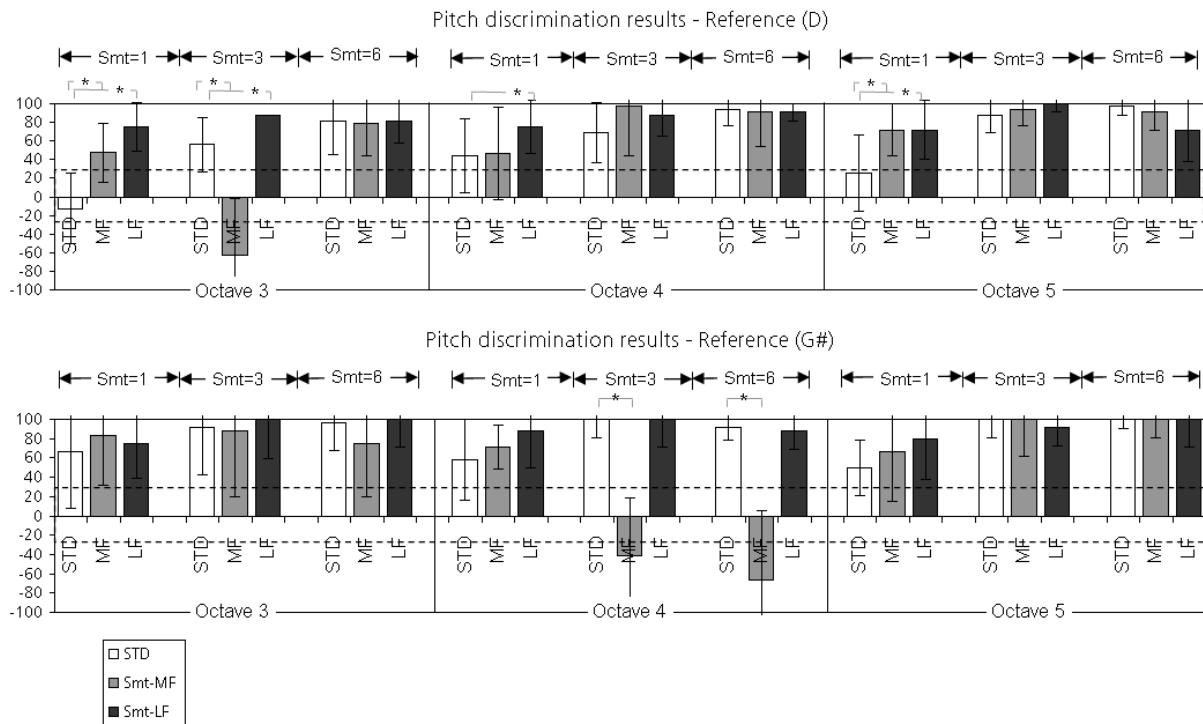 Pitch discrimination results - Reference (D)
Smt=1 Smt=3 Smt=6 Smt=1 Smt=3 Smt=6 Smt=1 Smt=3 Smt=6
* * * * * * *
100
80
60
40
20
0
-20
-40
-60
-80
-100
STD MF LF STD MF LF STD MF LF STD MF LF STD MF LF STD MF LF STD MF LF STD MF LF STD MF LF
Octave 3 Octave 4 Octave 5
Pitch discrimination results - Reference (G#)
Smt=1 Smt=3 Smt=6 Smt=1 Smt=3 Smt=6 Smt=1 Smt=3 Smt=6
* *
100
80
60
40
20
0
-20
-40
-60
-80
-100
STD MF LF STD MF LF STD MF LF STD MF LF STD MF LF STD MF LF STD MF LF STD MF LF STD MF LF
Octave 3 Octave 4 Octave 5
STD
Smt-MF
Smt-LF